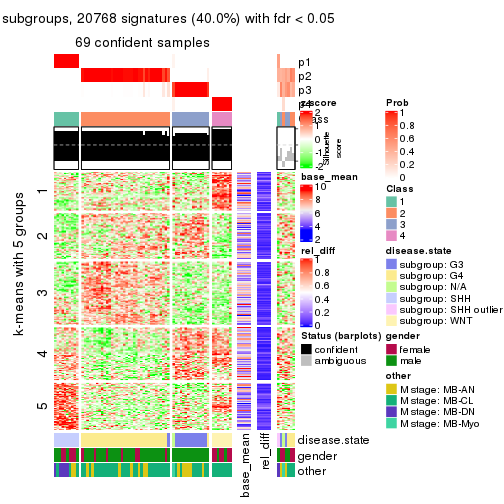 subgroups, 20768 signatures (40.0%) with fdr < 0.05
69 confident samples
p1
p2
p3
p4
Class
Silhouette
score
z-score
2
1
0
-1
-2
Prob
1
0.8
0.6
0.4
0.2
0
base_mean
10
8
6
4
2
Class
1
2
3
4
rel_diff
1
0.8
0.6
0.4
0.2
0
disease.state
subgroup: G3
subgroup: G4
subgroup: N/A
subgroup: SHH
subgroup: SHH outlier
subgroup: WNT
Status (barplots)
confident
ambiguous
gender
female
male
other
M stage: MB-AN
M stage: MB-CL
M stage: MB-DN
M stage: MB-Myo
k-means with 5 groups
1
2
3
4
5
disease.state
gender
other
base_mean
rel_diff